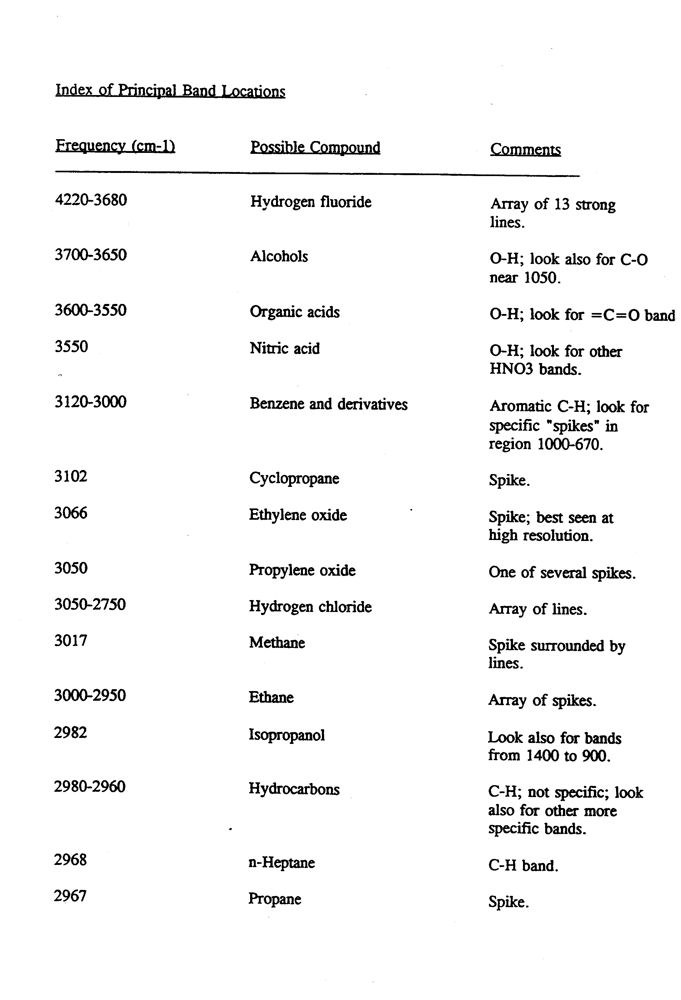 Index of Principal Band Locations
Frequency (cm-1) Possible Compound Comments
4220-3680 Hydrogen fluoride Array of 13 strong
lines.
3700-3650 Alcohols O-H; look also for C-O
near 1050.
3600-3550 Organic acids O-H; look for =C=O band
3550 Nitric acid O-H; look for other
HNO3 bands.
3120-3000 Benzene and derivatives Aromatic C-H; look for
specific "spikes" in
region 1000-670.
3102 Cyclopropane Spike.
3066 Ethylene oxide Spike; best seen at
high resolution.
3050 Propylene oxide One of several spikes.
3050-2750 Hydrogen chloride Array of lines.
3017 Methane Spike surrounded by
lines.
3000-2950 Ethane Array of spikes.
2982 Isopropanol Look also for bands
from 1400 to 900.
2980-2960 Hydrocarbons C-H; not specific; look
also for other more
specific bands.
2968 n-Heptane C-H band.
2967 Propane Spike.